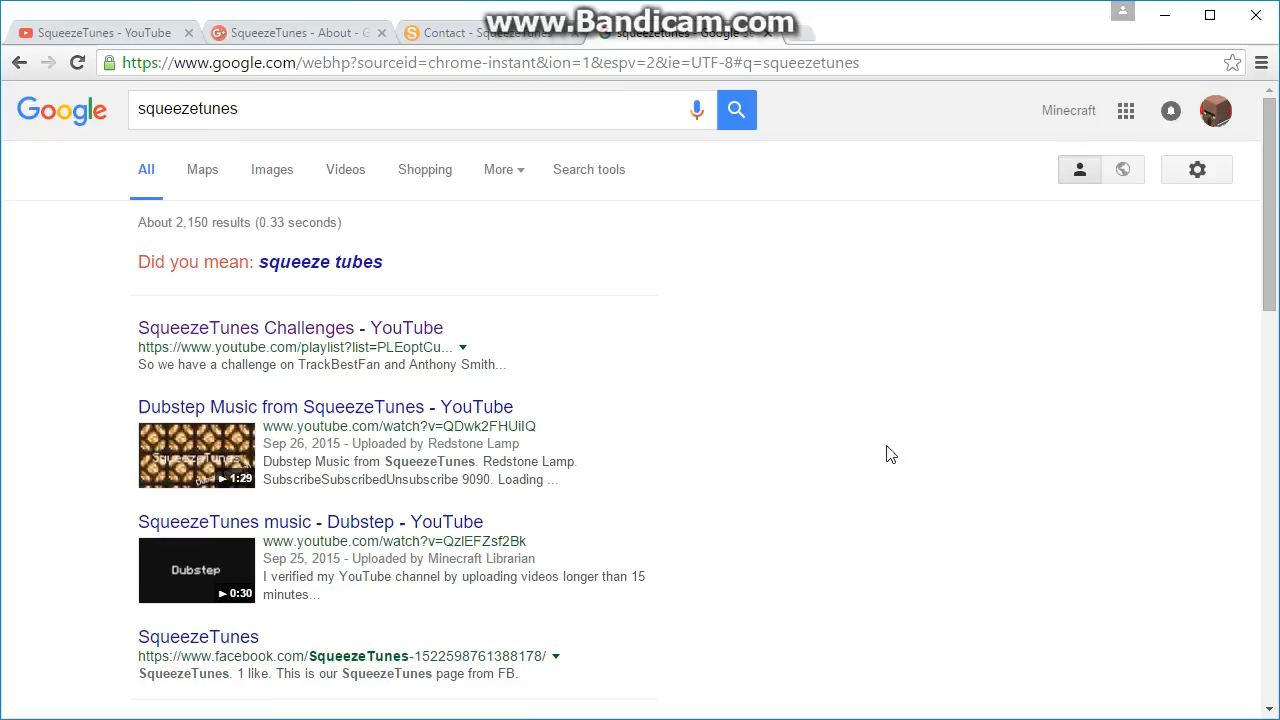 www.Bandicam.com
SqueezeTunes - YouTube
SqueezeTunes - About - G
Contact - SqueezeTunes
squeezetunes - Google Se
https://www.google.com/webhp?sourceid=chrome-instant&ion=1&espv=2&ie=UTF-8#q=squeezetunes
Google
squeezetunes
Minecraft
All
Maps
Images
Videos
Shopping
More
Search tools
About 2,150 results (0.33 seconds)
Did you mean: squeeze tubes
SqueezeTunes Challenges - YouTube
https://www.youtube.com/playlist?list=PLEoptCu...
So we have a challenge on TrackBestFan and Anthony Smith...
Dubstep Music from SqueezeTunes - YouTube
www.youtube.com/watch?v=QDwk2FHUiIQ
Sep 26, 2015 - Uploaded by Redstone Lamp
Dubstep Music from SqueezeTunes. Redstone Lamp.
SubscribeSubscribedUnsubscribe 9090. Loading ...
SqueezeTunes
1:29
SqueezeTunes music - Dubstep - YouTube
www.youtube.com/watch?v=QzlEFZsf2Bk
Sep 25, 2015 - Uploaded by Minecraft Librarian
I verified my YouTube channel by uploading videos longer than 15
minutes...
Dubstep
0:30
SqueezeTunes
https://www.facebook.com/SqueezeTunes-1522598761388178/
SqueezeTunes. 1 like. This is our SqueezeTunes page from FB.